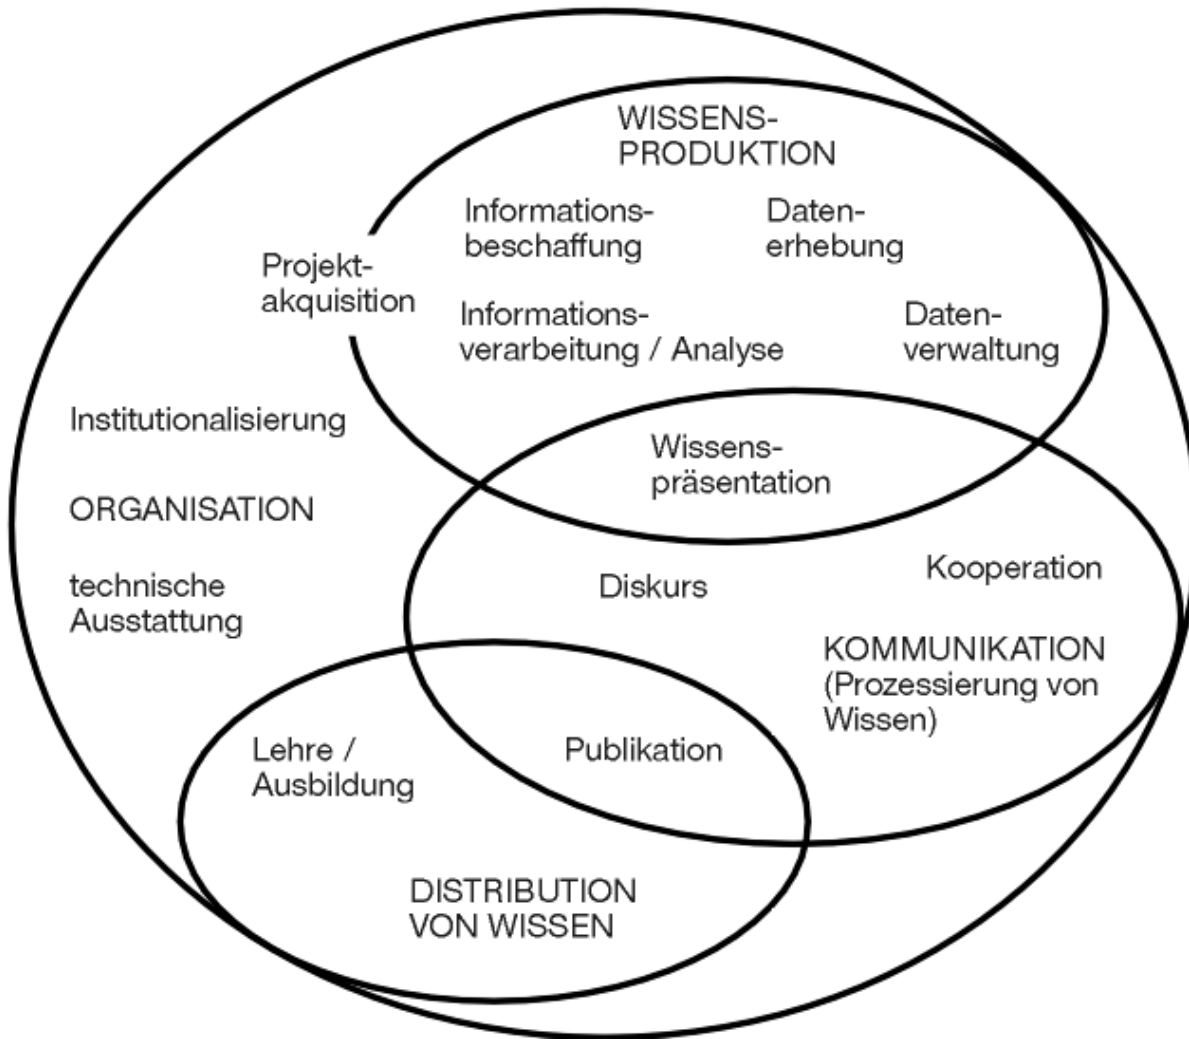 WISSENS-
PRODUKTION
Informations-
beschaffung
Daten-
erhebung
Projekt-
akquisition
Informations-
verarbeitung / Analyse
Daten-
verwaltung
Institutionalisierung
Wissens-
präsentation
ORGANISATION
technische
Ausstattung
Diskurs
Kooperation
KOMMUNIKATION
(Prozessierung von
Wissen)
Lehre /
Ausbildung
Publikation
DISTRIBUTION
VON WISSEN